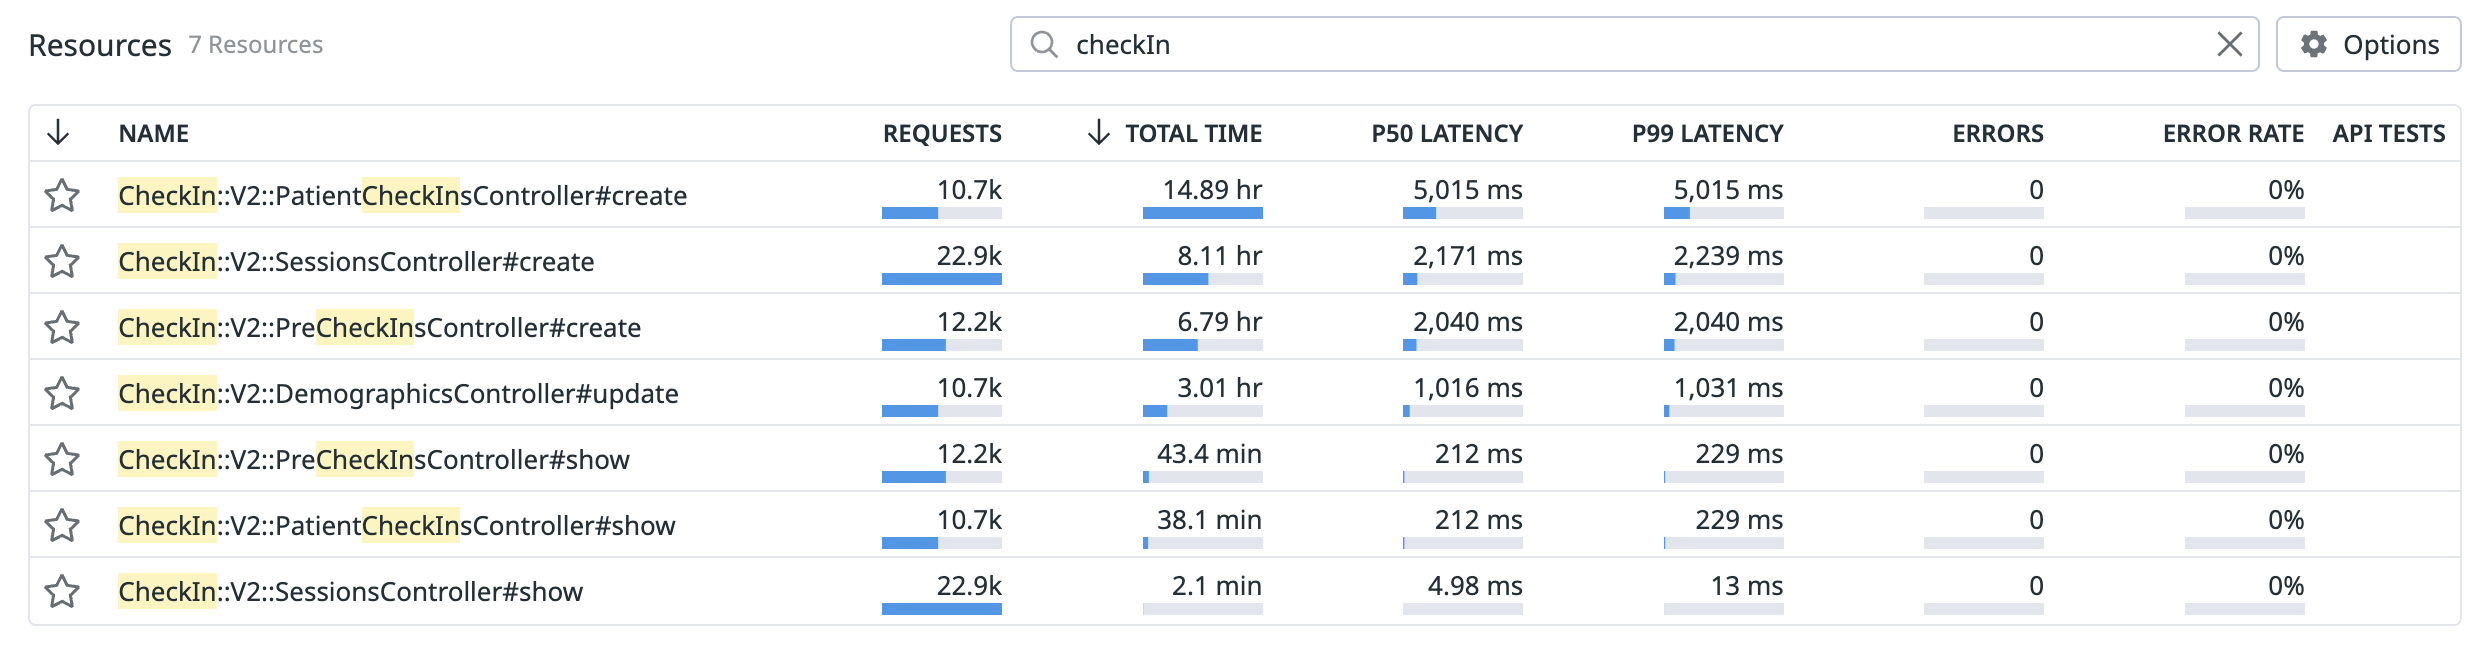 Resources 7 Resources checkIn Options
NAME REQUESTS TOTAL TIME P50 LATENCY P99 LATENCY ERRORS ERROR RATE API TESTS
CheckIn::V2::PatientCheckInsController#create 10.7k 14.89 hr 5,015 ms 5,015 ms 0 0%
CheckIn::V2::SessionsController#create 22.9k 8.11 hr 2,171 ms 2,239 ms 0 0%
CheckIn::V2::PreCheckInsController#create 12.2k 6.79 hr 2,040 ms 2,040 ms 0 0%
CheckIn::V2::DemographicsController#update 10.7k 3.01 hr 1,016 ms 1,031 ms 0 0%
CheckIn::V2::PreCheckInsController#show 12.2k 43.4 min 212 ms 229 ms 0 0%
CheckIn::V2::PatientCheckInsController#show 10.7k 38.1 min 212 ms 229 ms 0 0%
CheckIn::V2::SessionsController#show 22.9k 2.1 min 4.98 ms 13 ms 0 0%